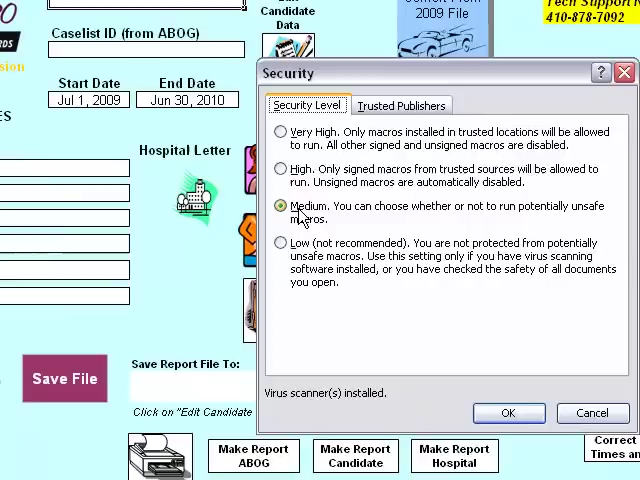 Candidate
Data
2009 File
Tech Support
410-878-7092
RDS
Caselist ID (from ABOG)
Start Date
End Date
Jul 1, 2009
Jun 30, 2010
Hospital Letter
Security
Security Level
Trusted Publishers
Very High. Only macros installed in trusted locations will be allowed
to run. All other signed and unsigned macros are disabled.
High. Only signed macros from trusted sources will be allowed to
run. Unsigned macros are automatically disabled.
Medium. You can choose whether or not to run potentially unsafe
macros.
Low (not recommended). You are not protected from potentially
unsafe macros. Use this setting only if you have virus scanning
software installed, or you have checked the safety of all documents
you open.
Virus scanner(s) installed.
OK
Cancel
Save File
Save Report File To:
Click on "Edit Candidate
Make Report
ABOG
Make Report
Candidate
Make Report
Hospital
Correct
Times an